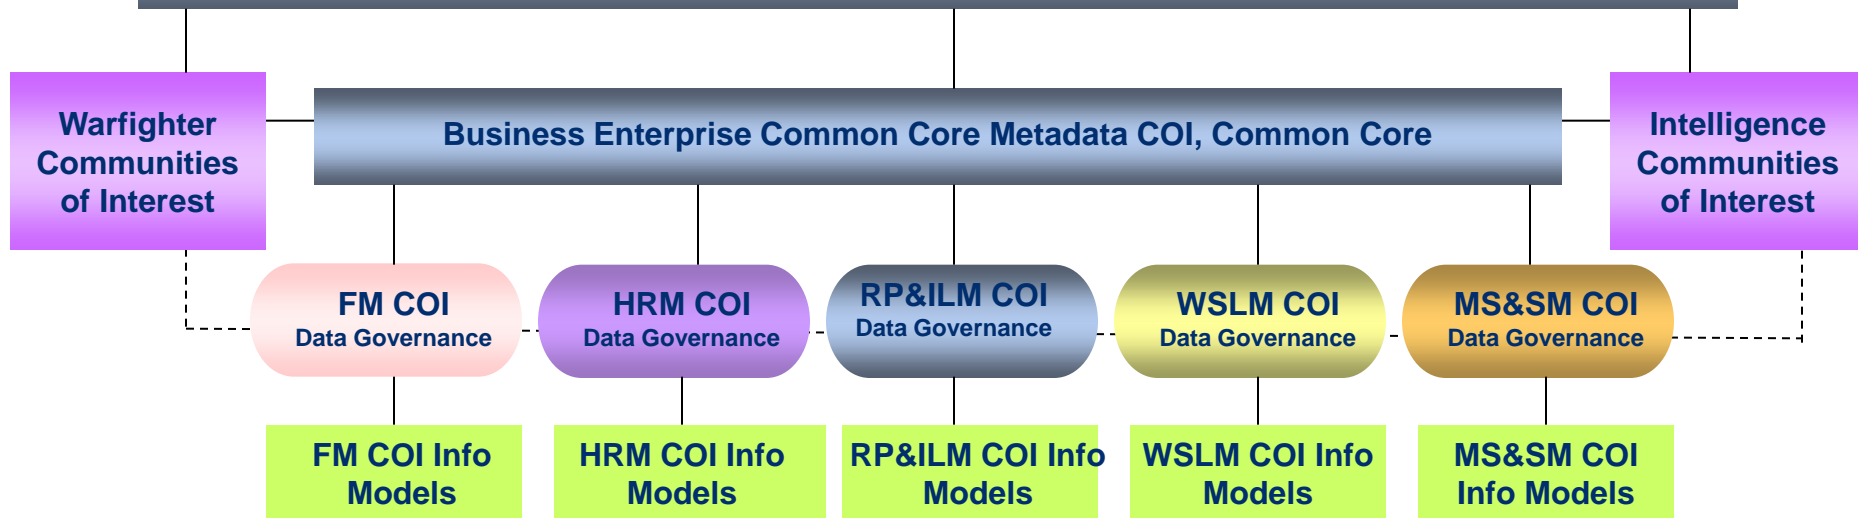 Warfighter
Communities
of Interest
Business Enterprise Common Core Metadata COI, Common Core
Intelligence
Communities
of Interest
FM COI
Data Governance
HRM COI
Data Governance
RP&ILM COI
Data Governance
WSLM COI
Data Governance
MS&SM COI
Data Governance
FM COI Info
Models
HRM COI Info
Models
RP&ILM COI Info
Models
WSLM COI Info
Models
MS&SM COI
Info Models